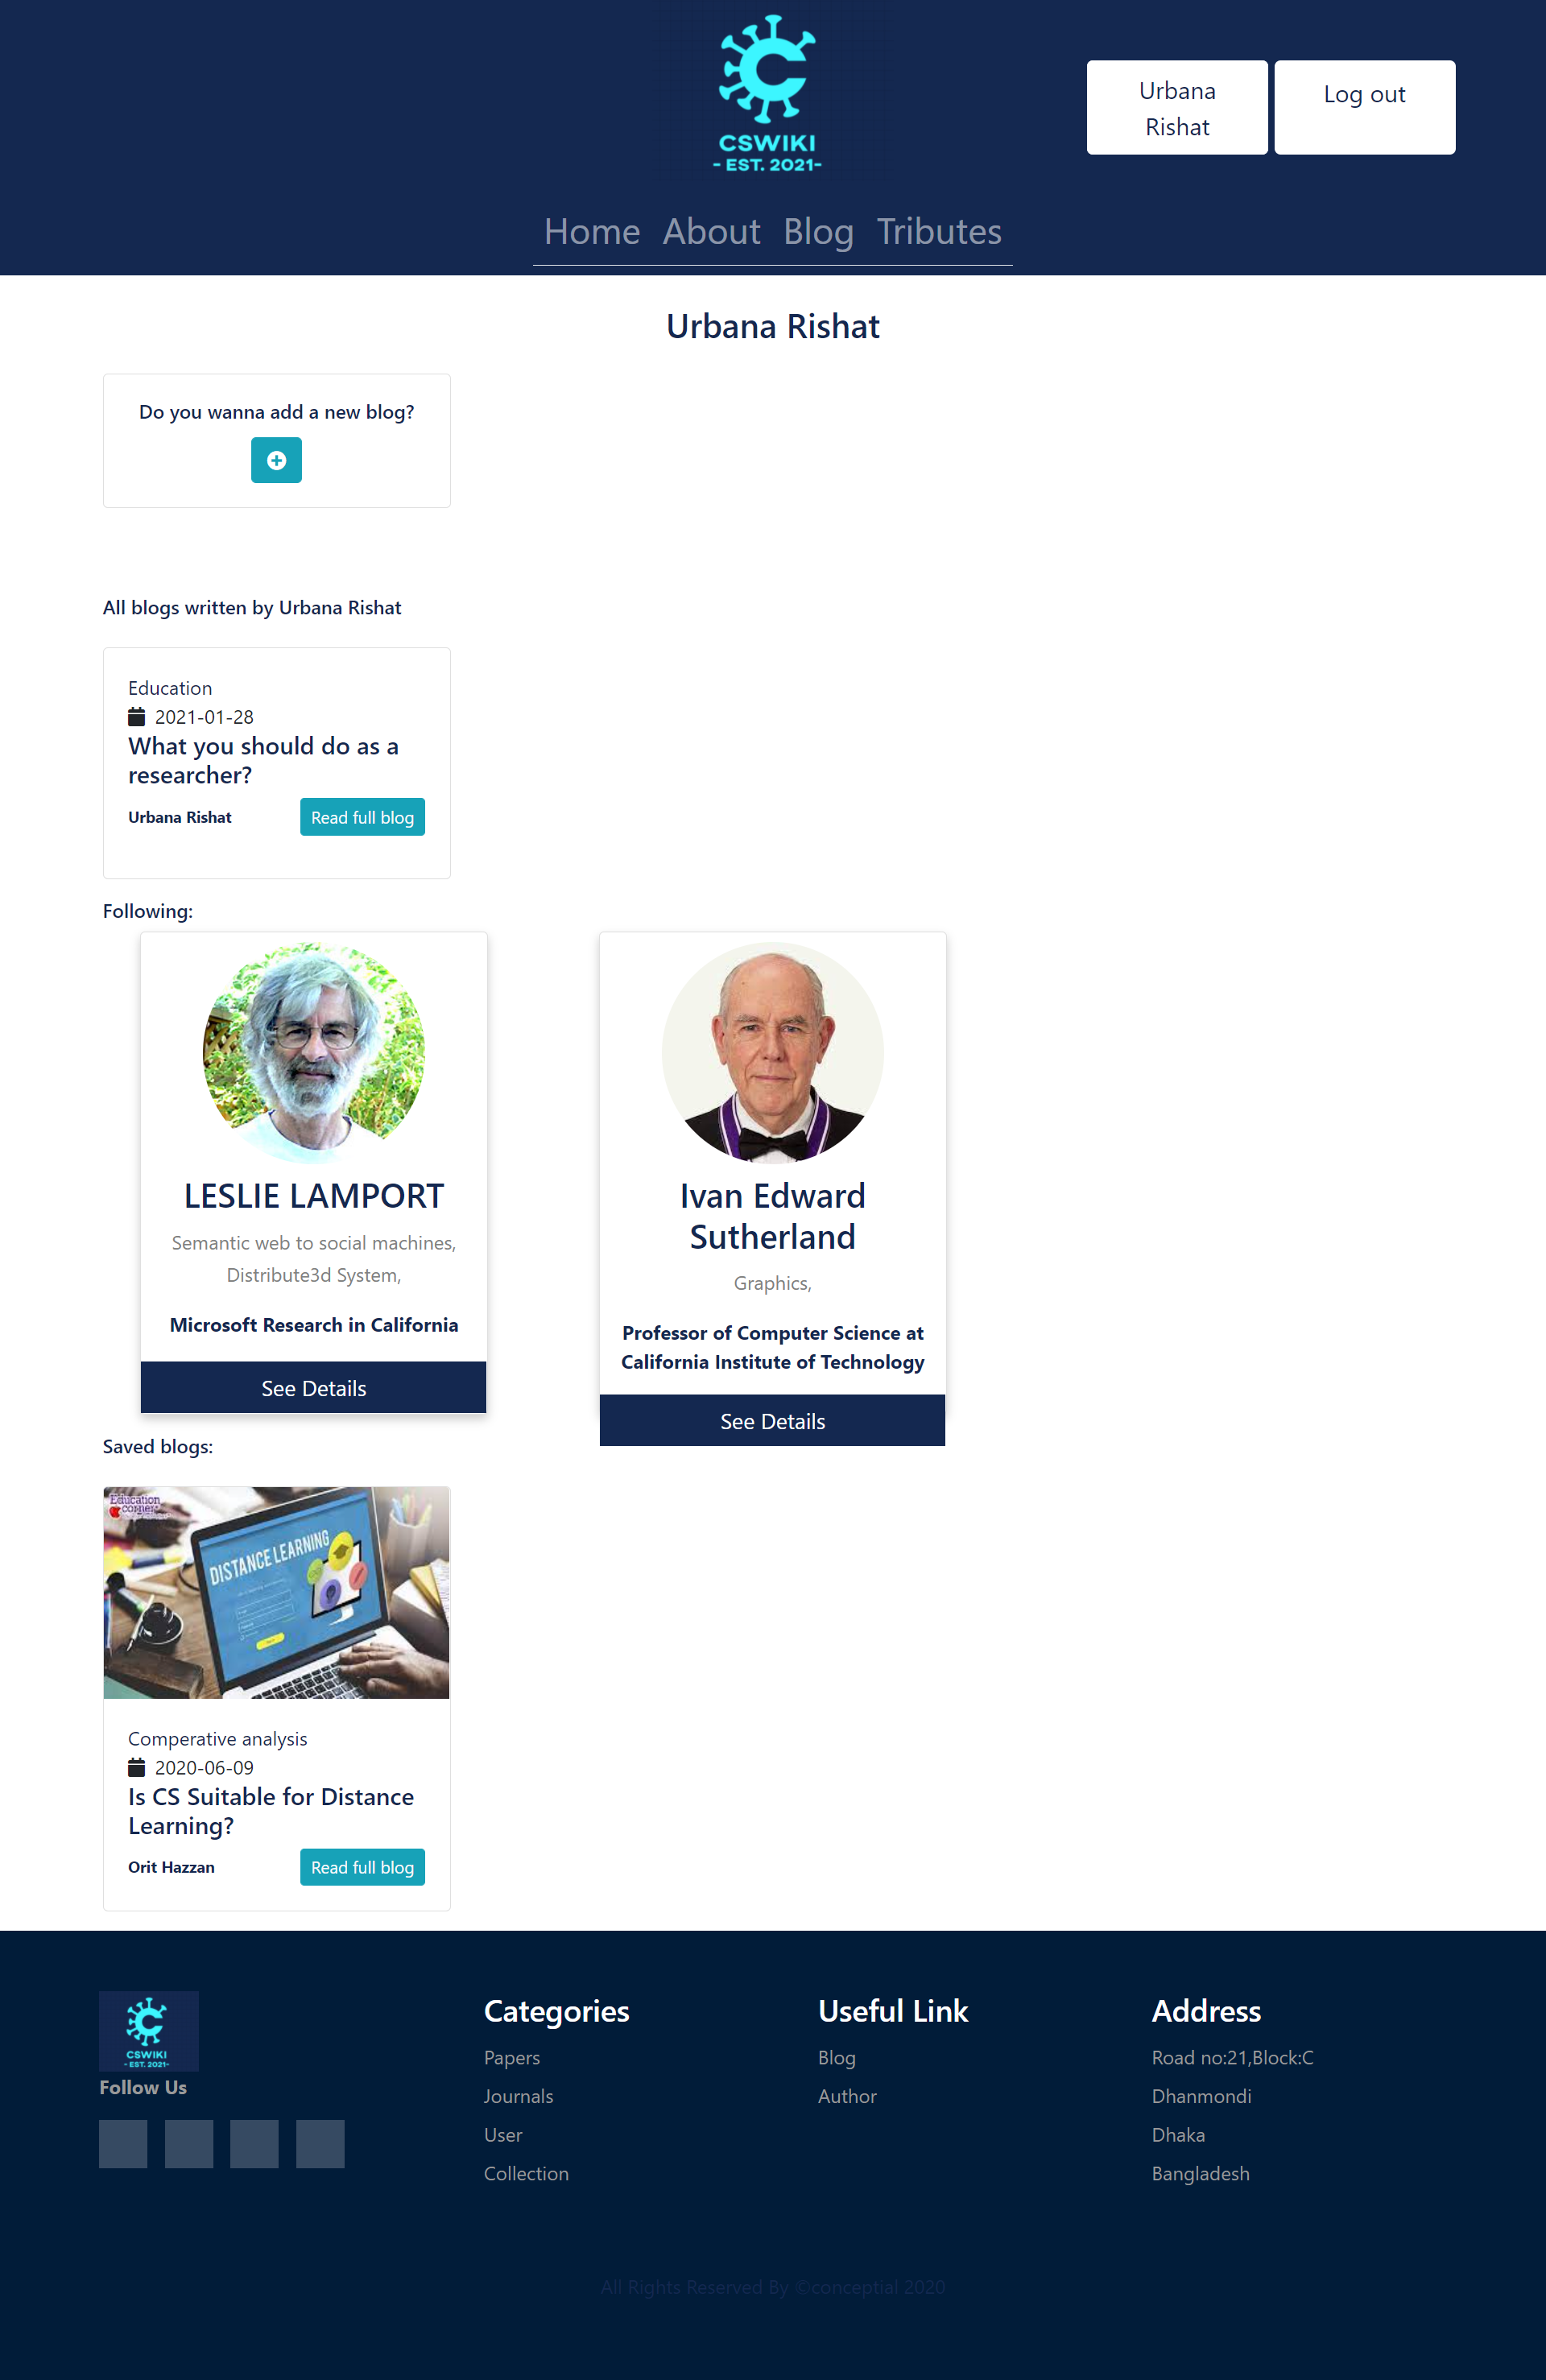 CSWIKI
- EST. 2021-
Urbana
Rishat
Log out
Home About Blog Tributes
Urbana Rishat
Do you wanna add a new blog?
All blogs written by Urbana Rishat
Education
2021-01-28
What you should do as a
researcher?
Urbana Rishat
Read full blog
Following:
LESLIE LAMPORT
Semantic web to social machines,
Distribute3d System,
Microsoft Research in California
See Details
Ivan Edward
Sutherland
Graphics,
Professor of Computer Science at
California Institute of Technology
See Details
Saved blogs:
Education
corner
DISTANCE LEARNING
Comperative analysis
2020-06-09
Is CS Suitable for Distance
Learning?
Orit Hazzan
Read full blog
CSWIKI
- EST. 2021-
Follow Us
Categories
Papers
Journals
User
Collection
Useful Link
Blog
Author
Address
Road no:21,Block:C
Dhanmondi
Dhaka
Bangladesh
All Rights Reserved By ©conceptial 2020